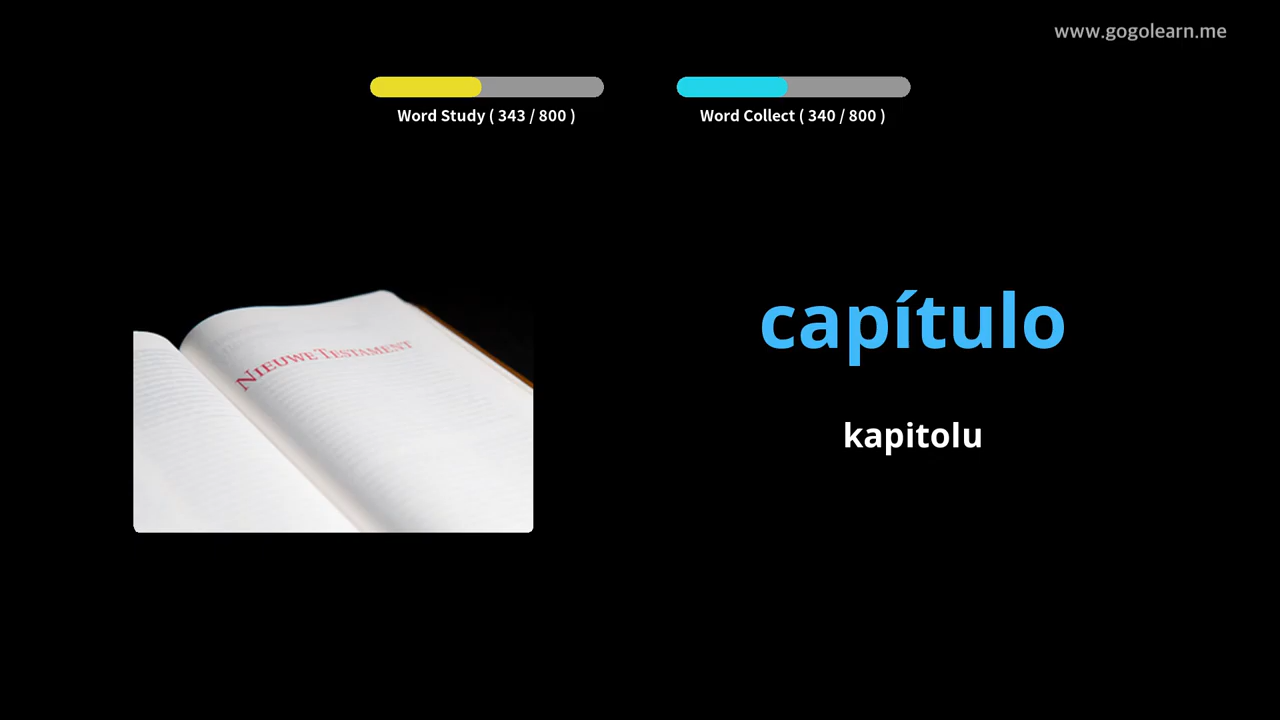 www.gogolearn.me
Word Study ( 343 / 800 )
Word Collect ( 340 / 800 )
NIEUWE TESTAMENT
capítulo
kapitolu